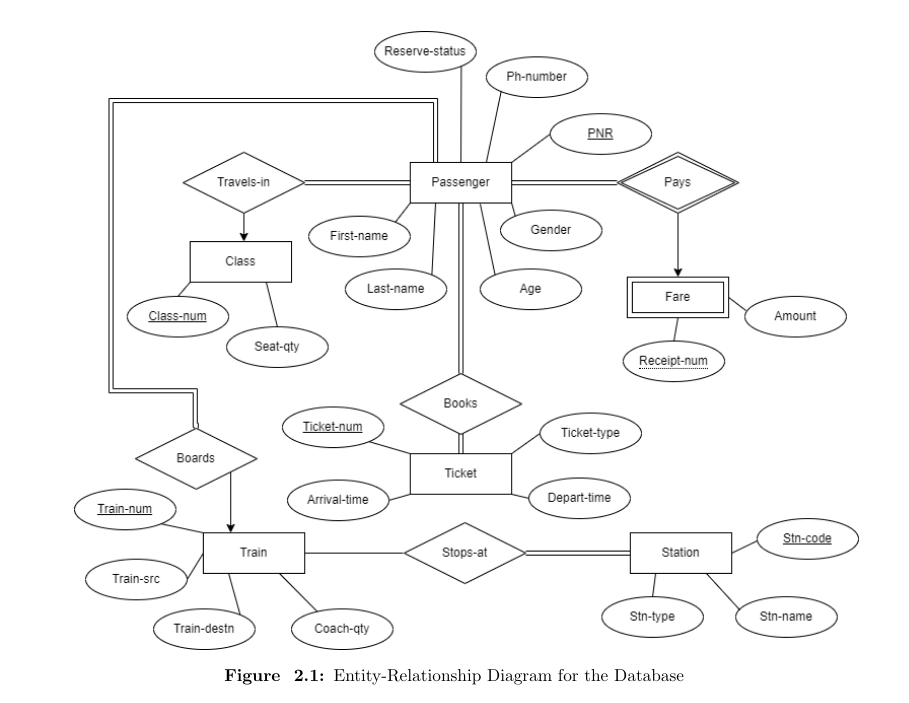 Reserve-status
Ph-number
PNR
Travels-in
Passenger
Pays
First-name
Gender
Class
Last-name
Age
Fare
Class-num
Amount
Seat-qty
Receipt-num
Books
Ticket-num
Ticket-type
Boards
Ticket
Arrival-time
Depart-time
Train-num
Train
Stops-at
Station
Stn-code
Train-src
Stn-type
Stn-name
Train-destn
Coach-qty
Figure 2.1: Entity-Relationship Diagram for the Database